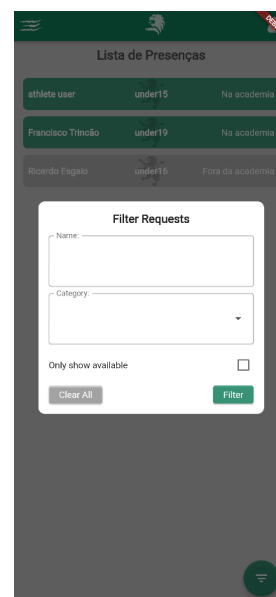 Lista de Presenças
athlete user under15 Na academia
Francisco Trincão under19 Na academia
Ricardo Esgaio under16 Fora da academia
Filter Requests
Name:
Category:
Only show available
Clear All Filter